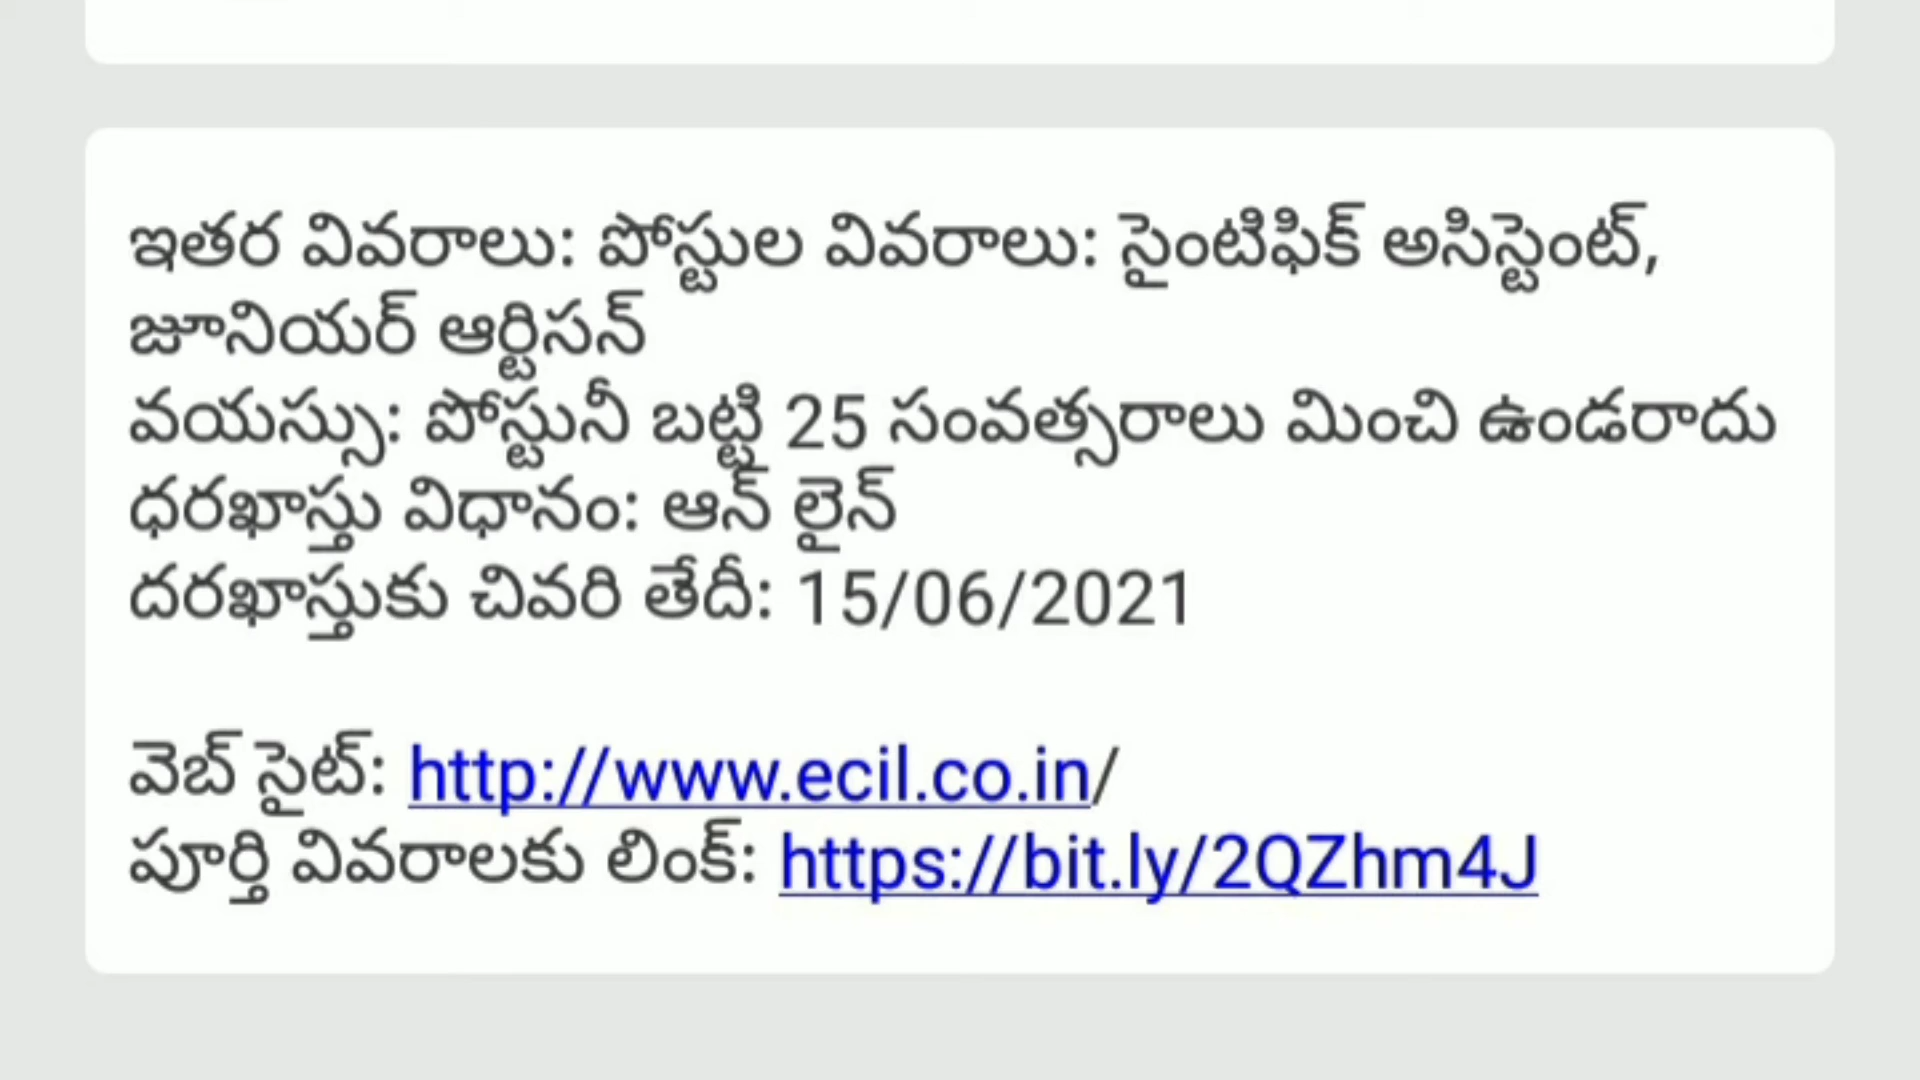 ఇతర వివరాలు: పోస్టుల వివరాలు: సైంటిఫిక్ అసిస్టెంట్,
జూనియర్ ఆర్టిసన్
వయస్సు: పోస్టునీ బట్టి 25 సంవత్సరాలు మించి ఉండరాదు
ధరఖాస్తు విధానం: ఆన్ లైన్
దరఖాస్తుకు చివరి తేదీ: 15/06/2021
వెబ్ సైట్: http://www.ecil.co.in/
పూర్తి వివరాలకు లింక్: https://bit.ly/2QZhm4J